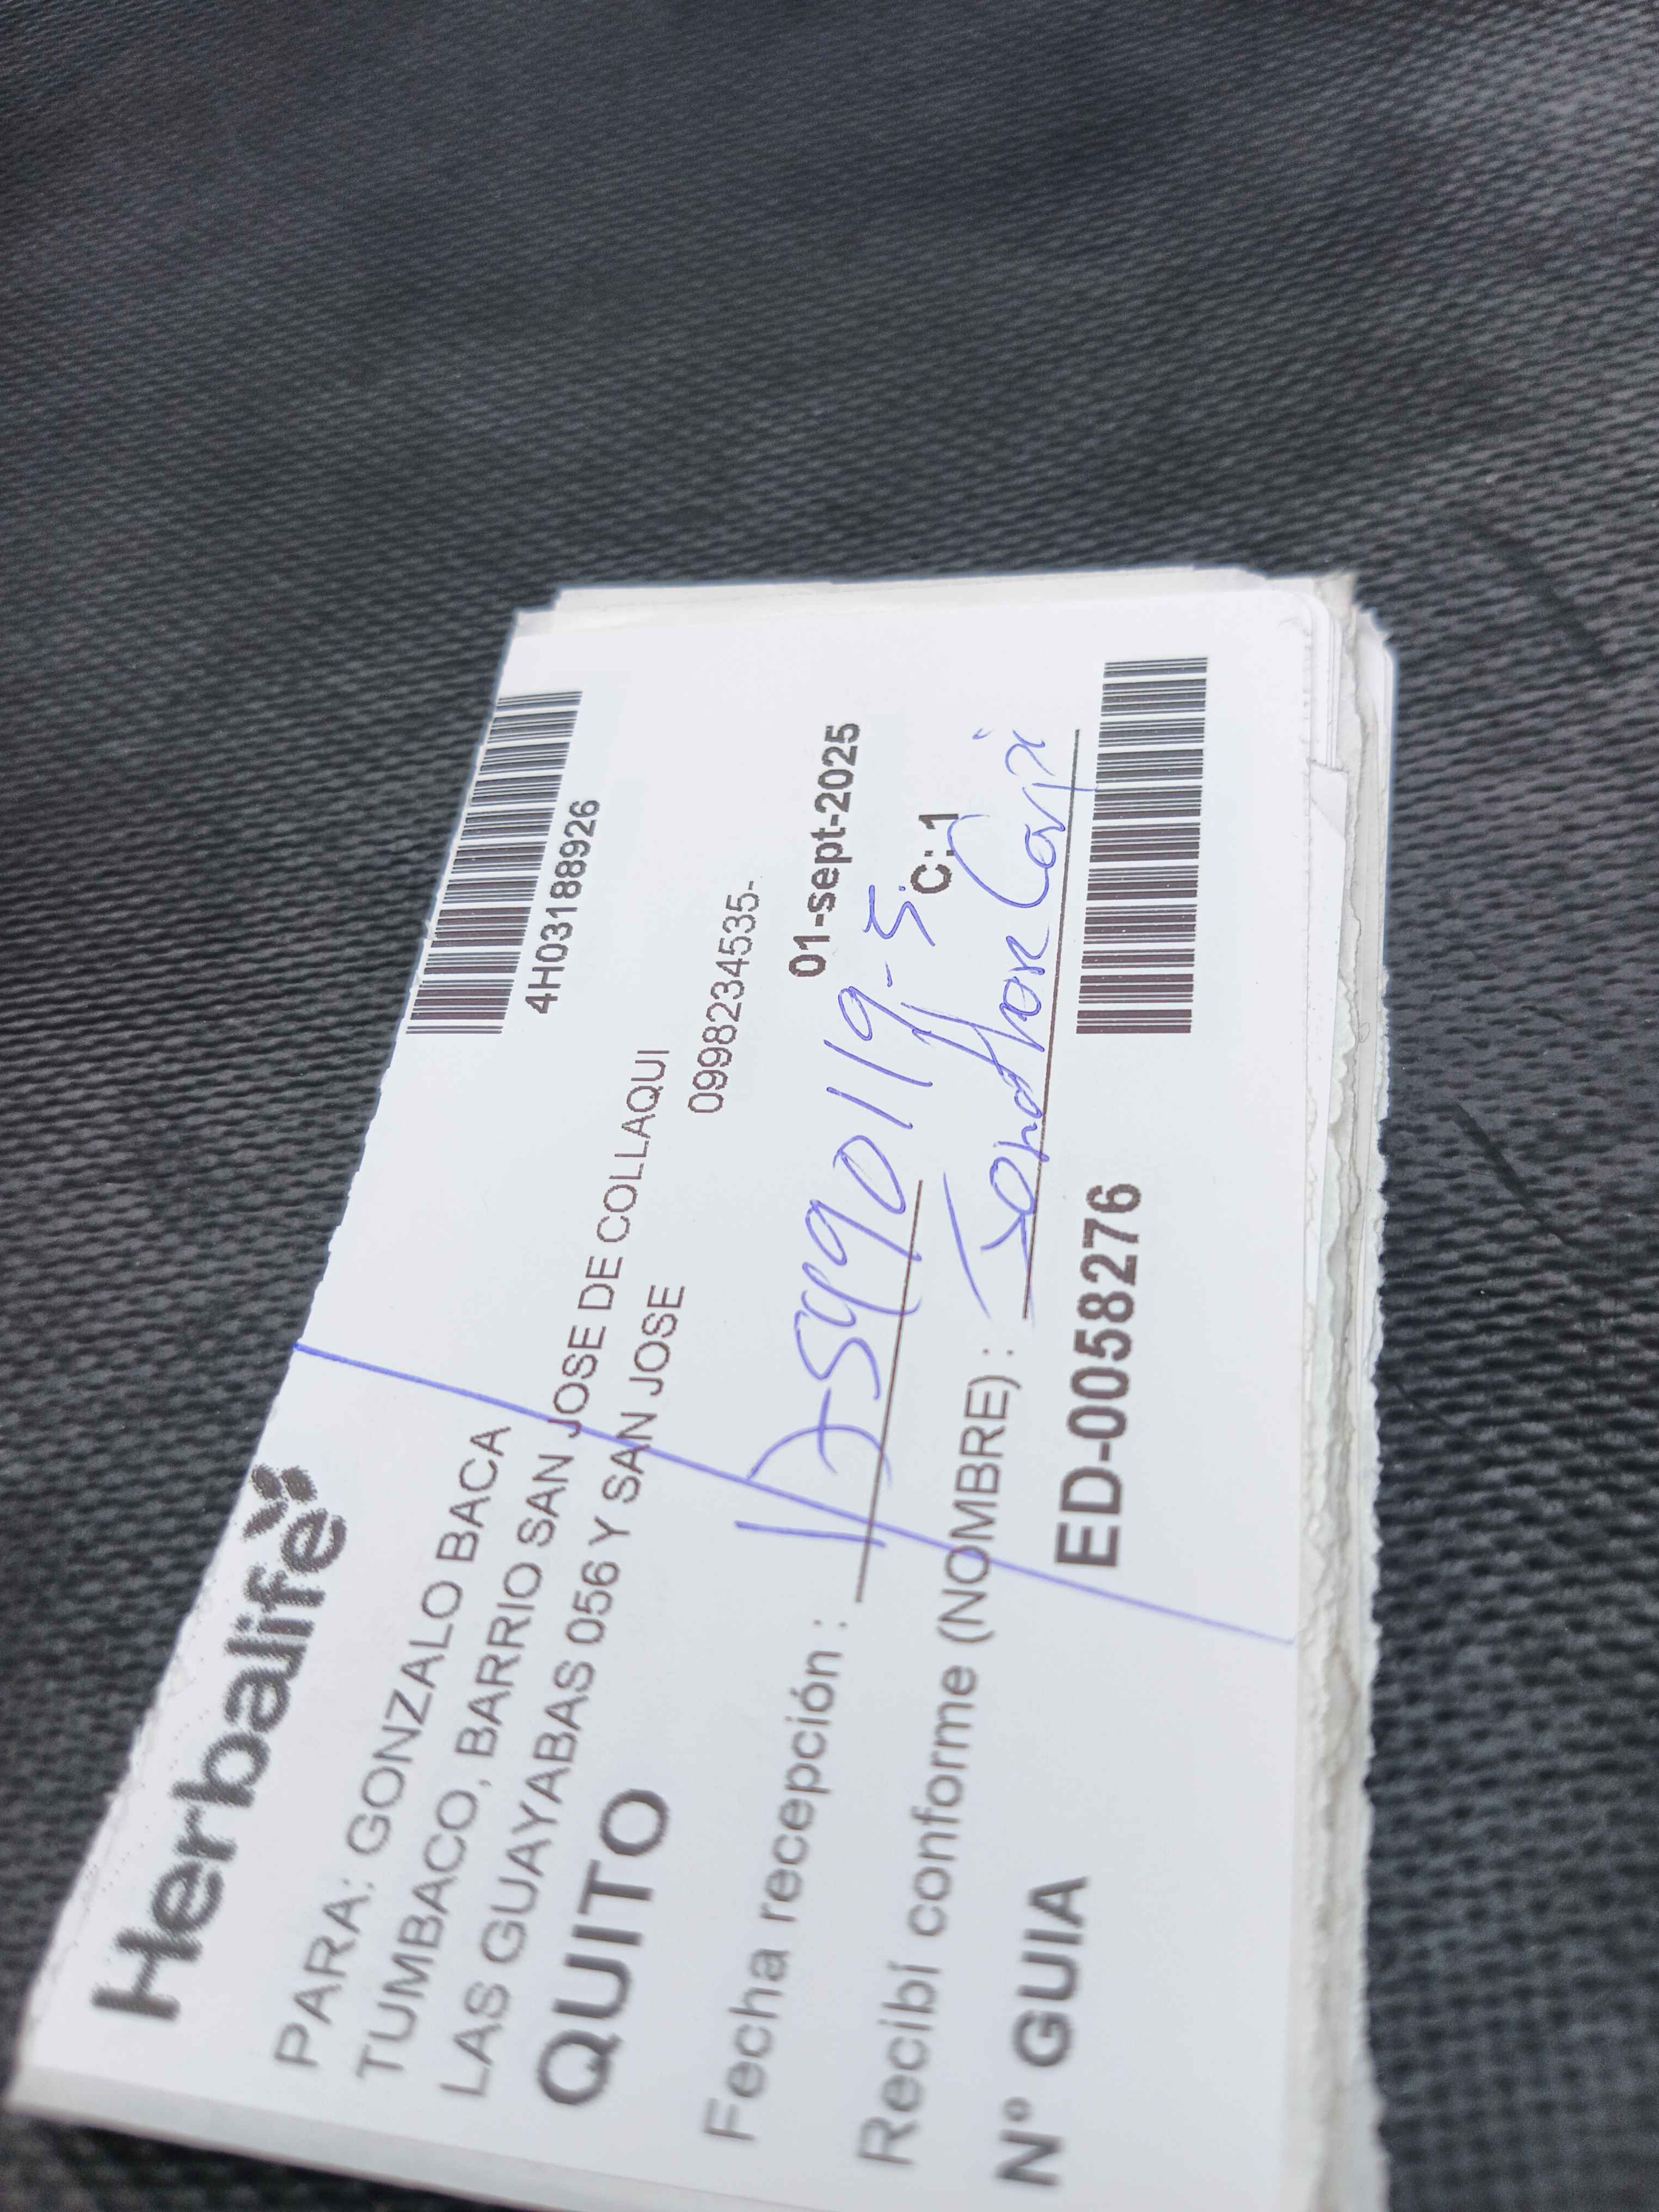 Herbalife
4H03188926
PARA: GONZALO BACA
TUMBACO, BARRIO SAN JOSE DE COLLAQUI
LAS GUAYABAS 056 Y SAN JOSE
0998234535-
QUITO
01-sept-2025
Fecha recepción :
C: 1
Recibí conforme (NOMBRE) :
Nº GUIA ED-0058276